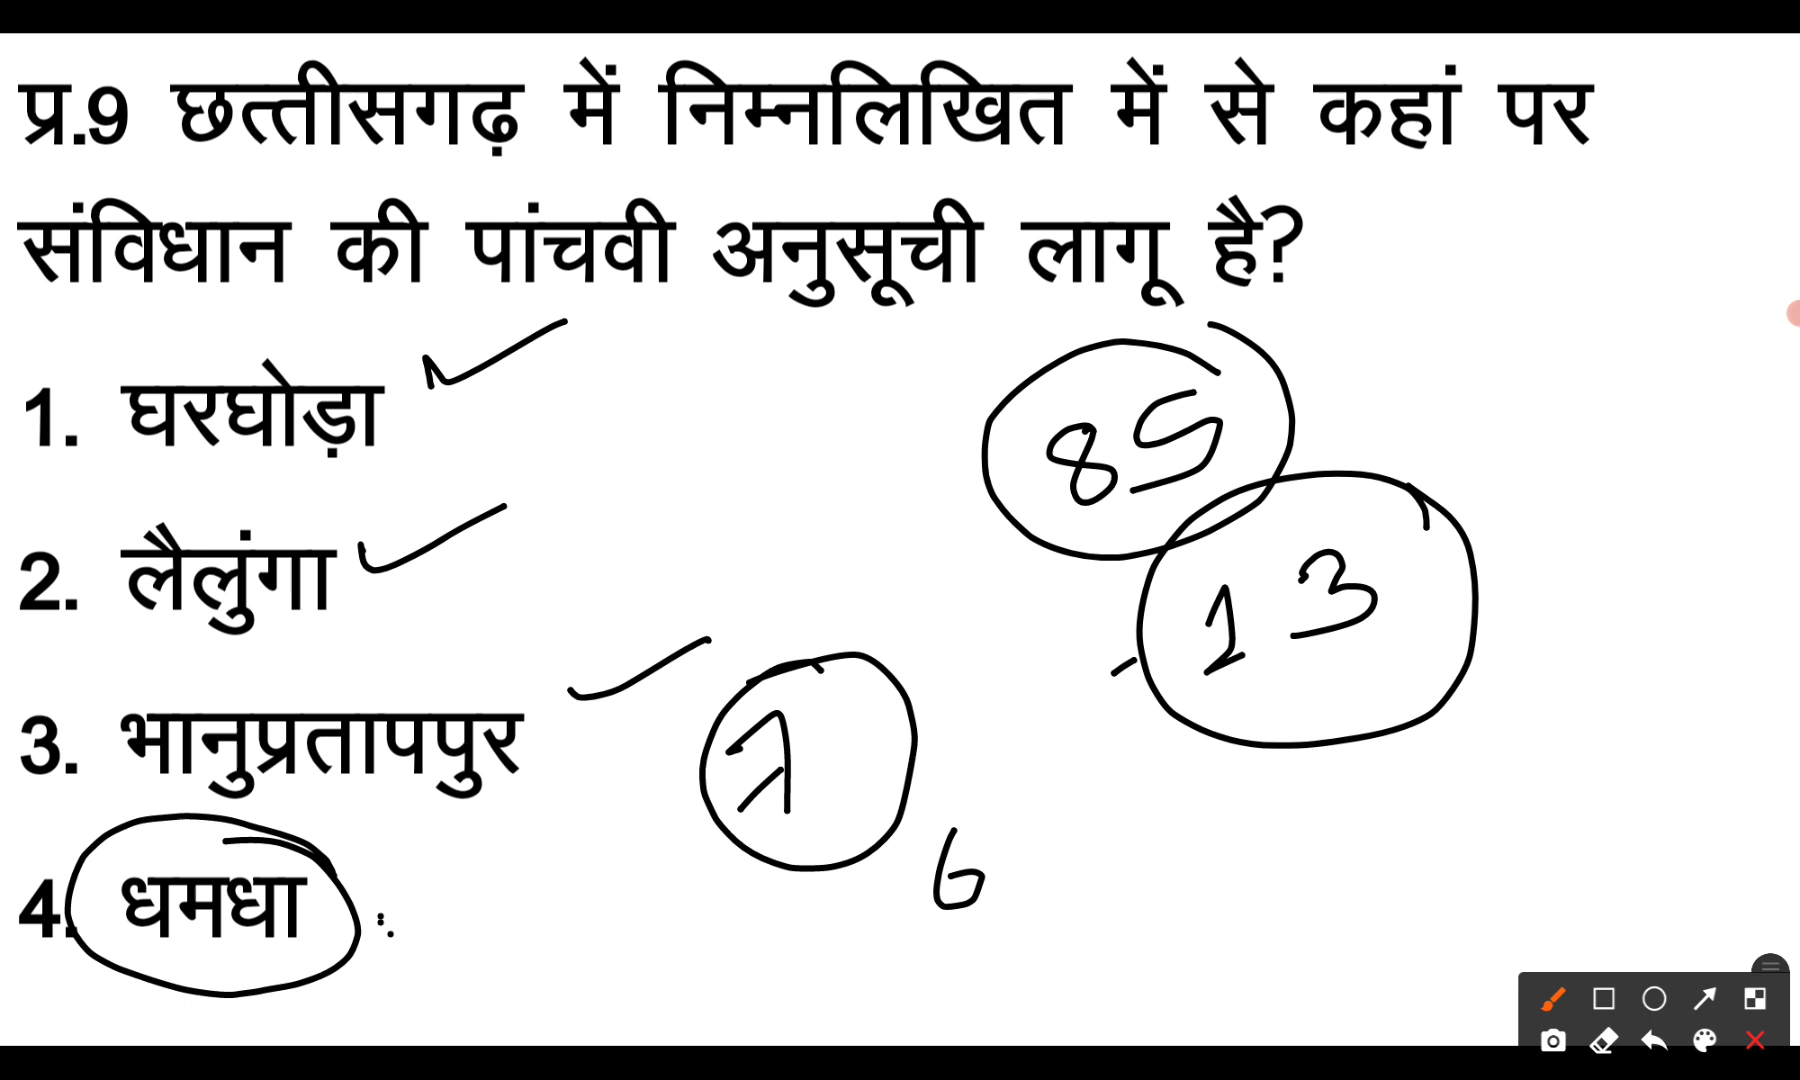 प्र.9 छत्तीसगढ़ में निम्नलिखित में से कहां पर
संविधान की पांचवी अनुसूची लागू है?
1. घरघोड़ा
2. लैलुंगा
3. भानुप्रतापपुर
4. धमधा
85
13
6